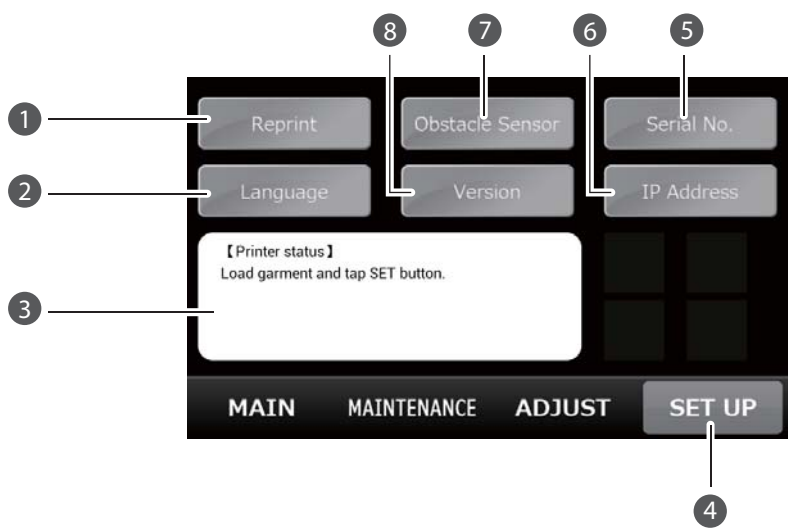 8 7 6 5
1 Reprint Obstacle Sensor Serial No.
2 Language Version IP Address
【Printer status】
Load garment and tap SET button.
3
MAIN MAINTENANCE ADJUST SET UP
4